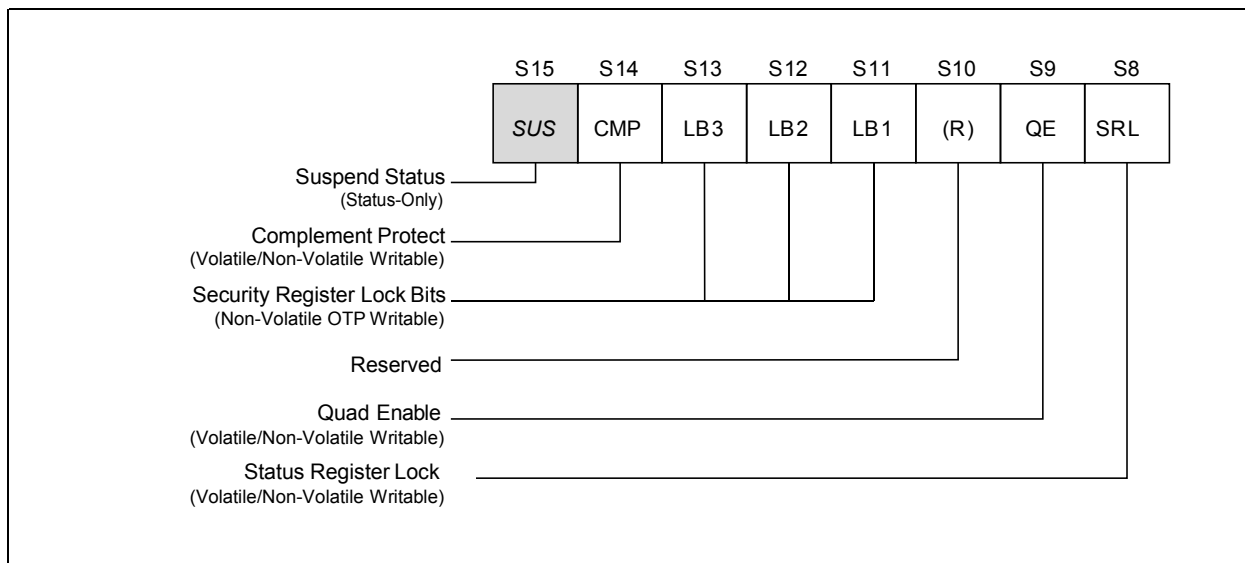 S15 S14 S13 S12 S11 S10 S9 S8
SUS CMP LB3 LB2 LB1 (R) QE SRL
Suspend Status
(Status-Only)
Complement Protect
(Volatile/Non-Volatile Writable)
Security Register Lock Bits
(Non-Volatile OTP Writable)
Reserved
Quad Enable
(Volatile/Non-Volatile Writable)
Status Register Lock
(Volatile/Non-Volatile Writable)